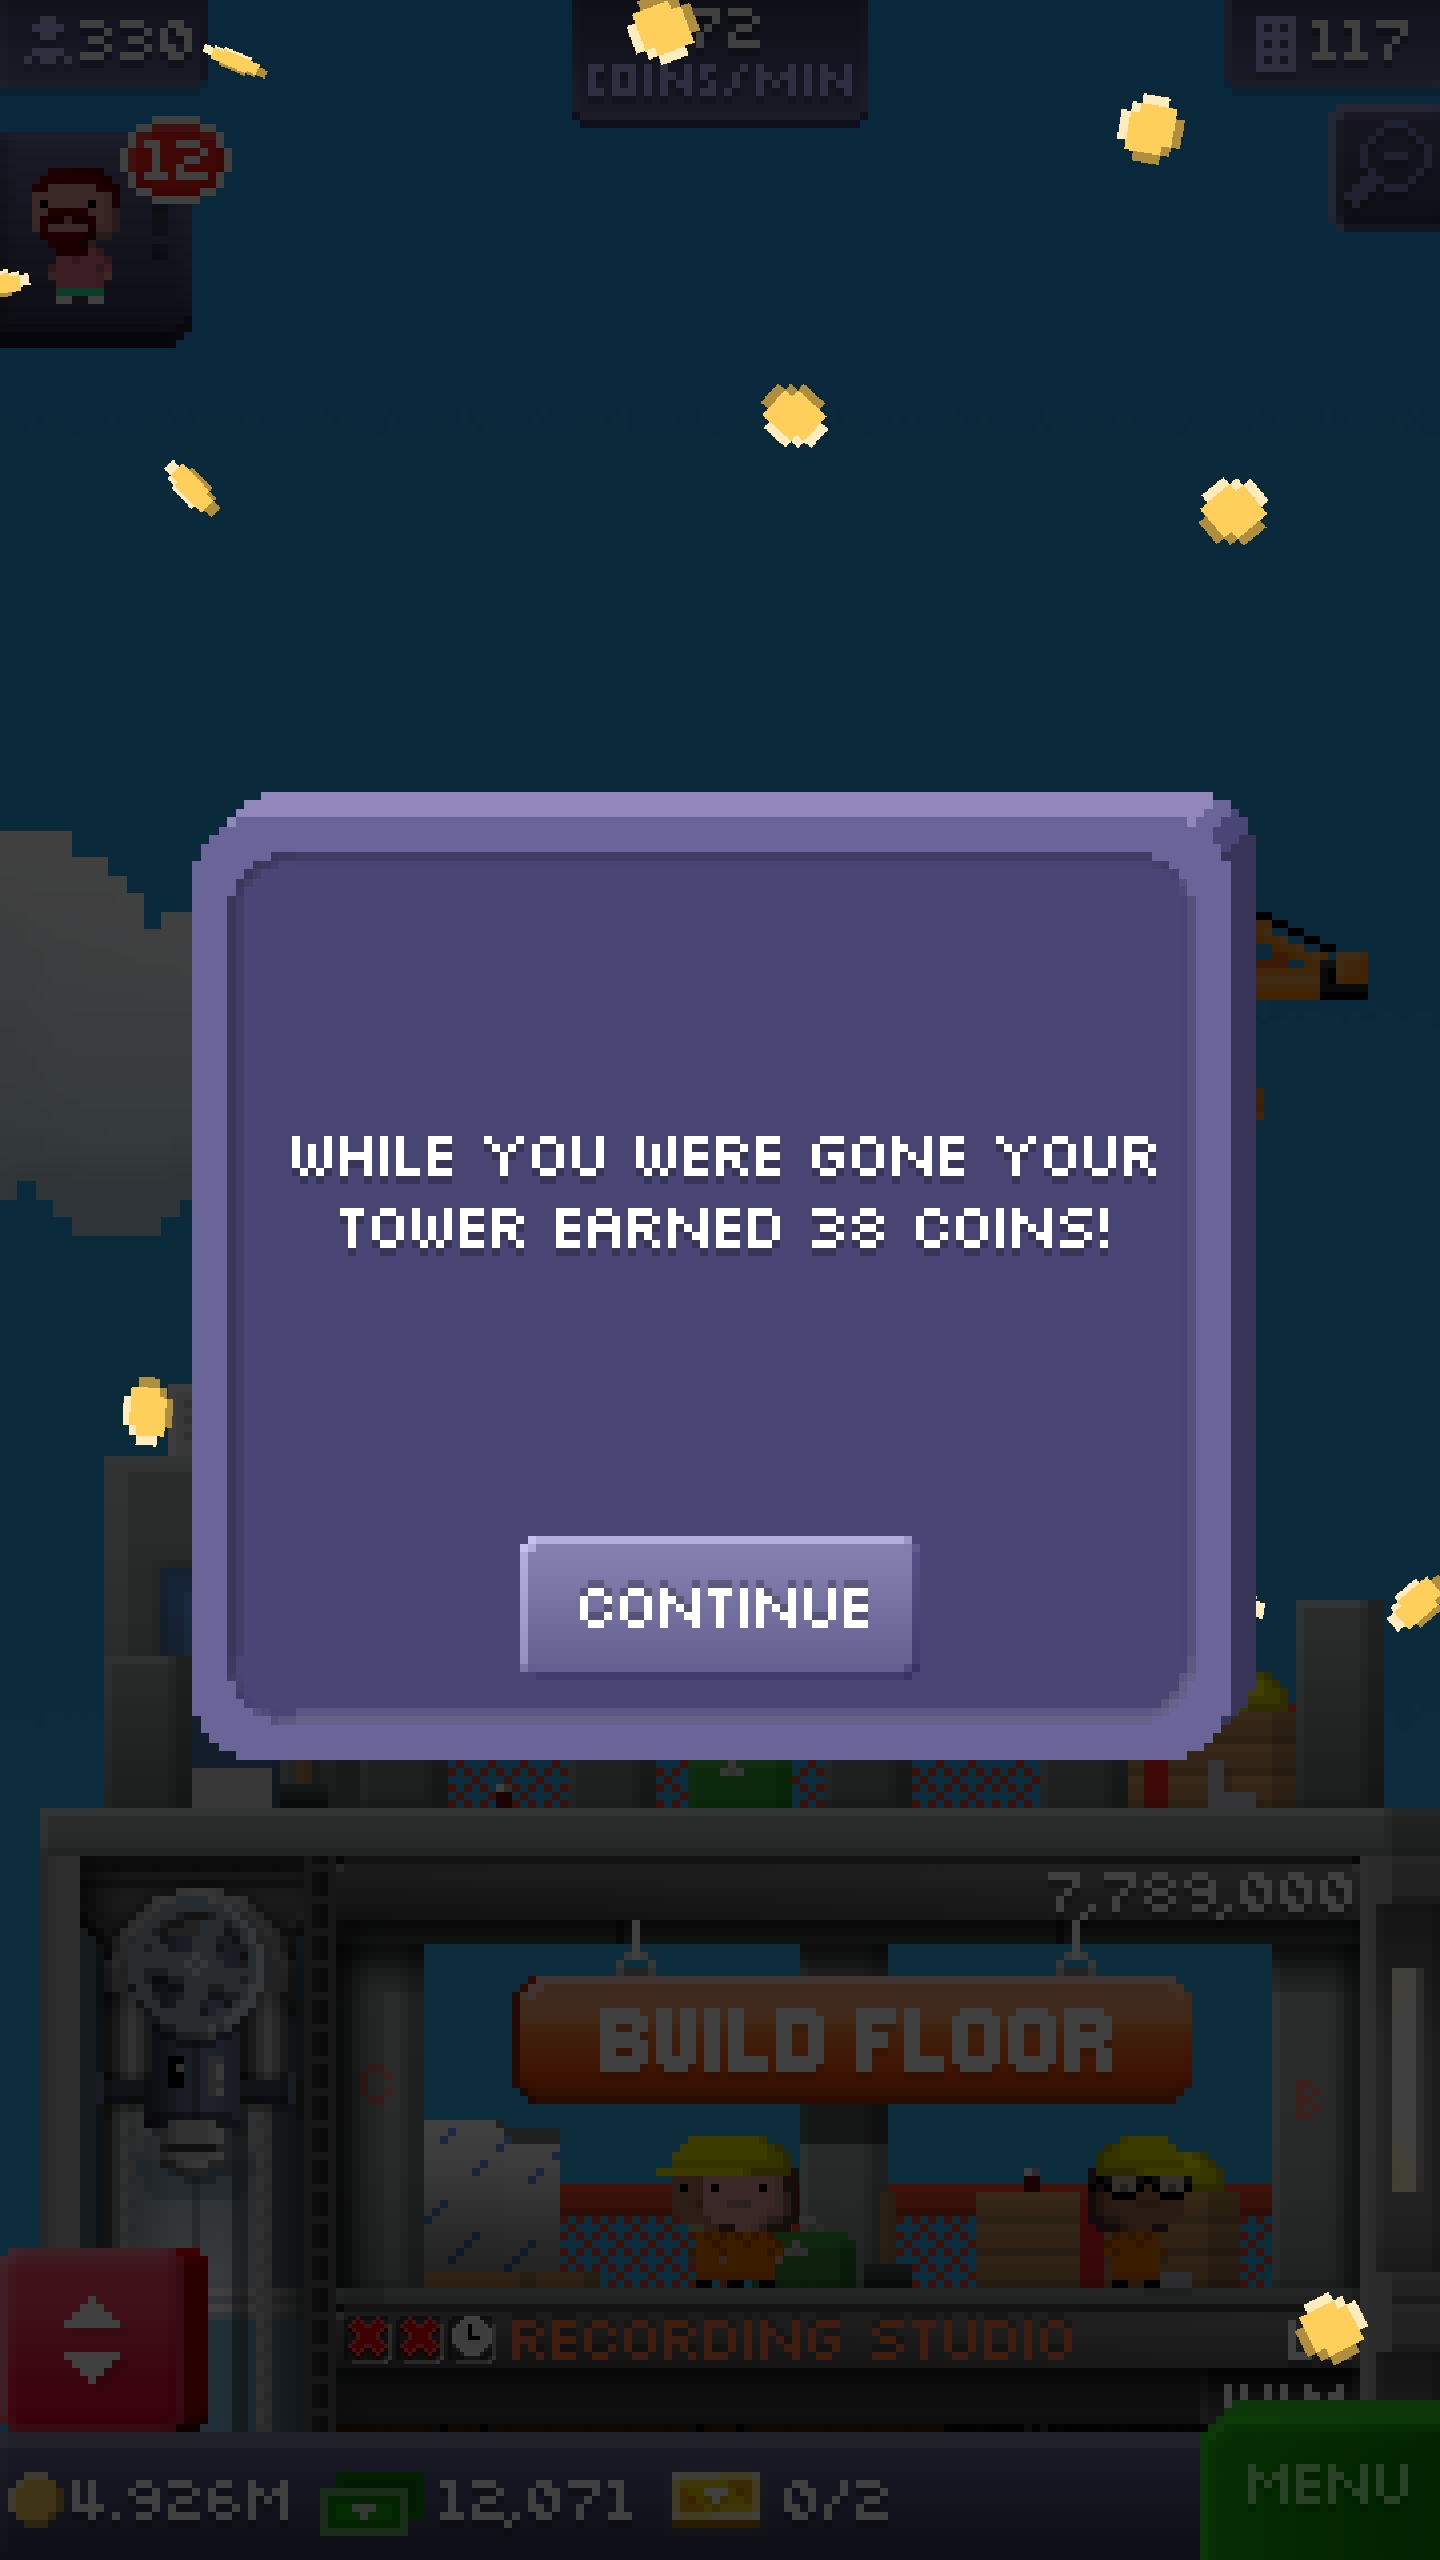 330
72
COINS/MIN
117
12
WHILE YOU WERE GONE YOUR
TOWER EARNED 38 COINS!
CONTINUE
7,789,000
BUILD FLOOR
C
B
RECORDING STUDIO
4.926M
12,071
0/2
MENU